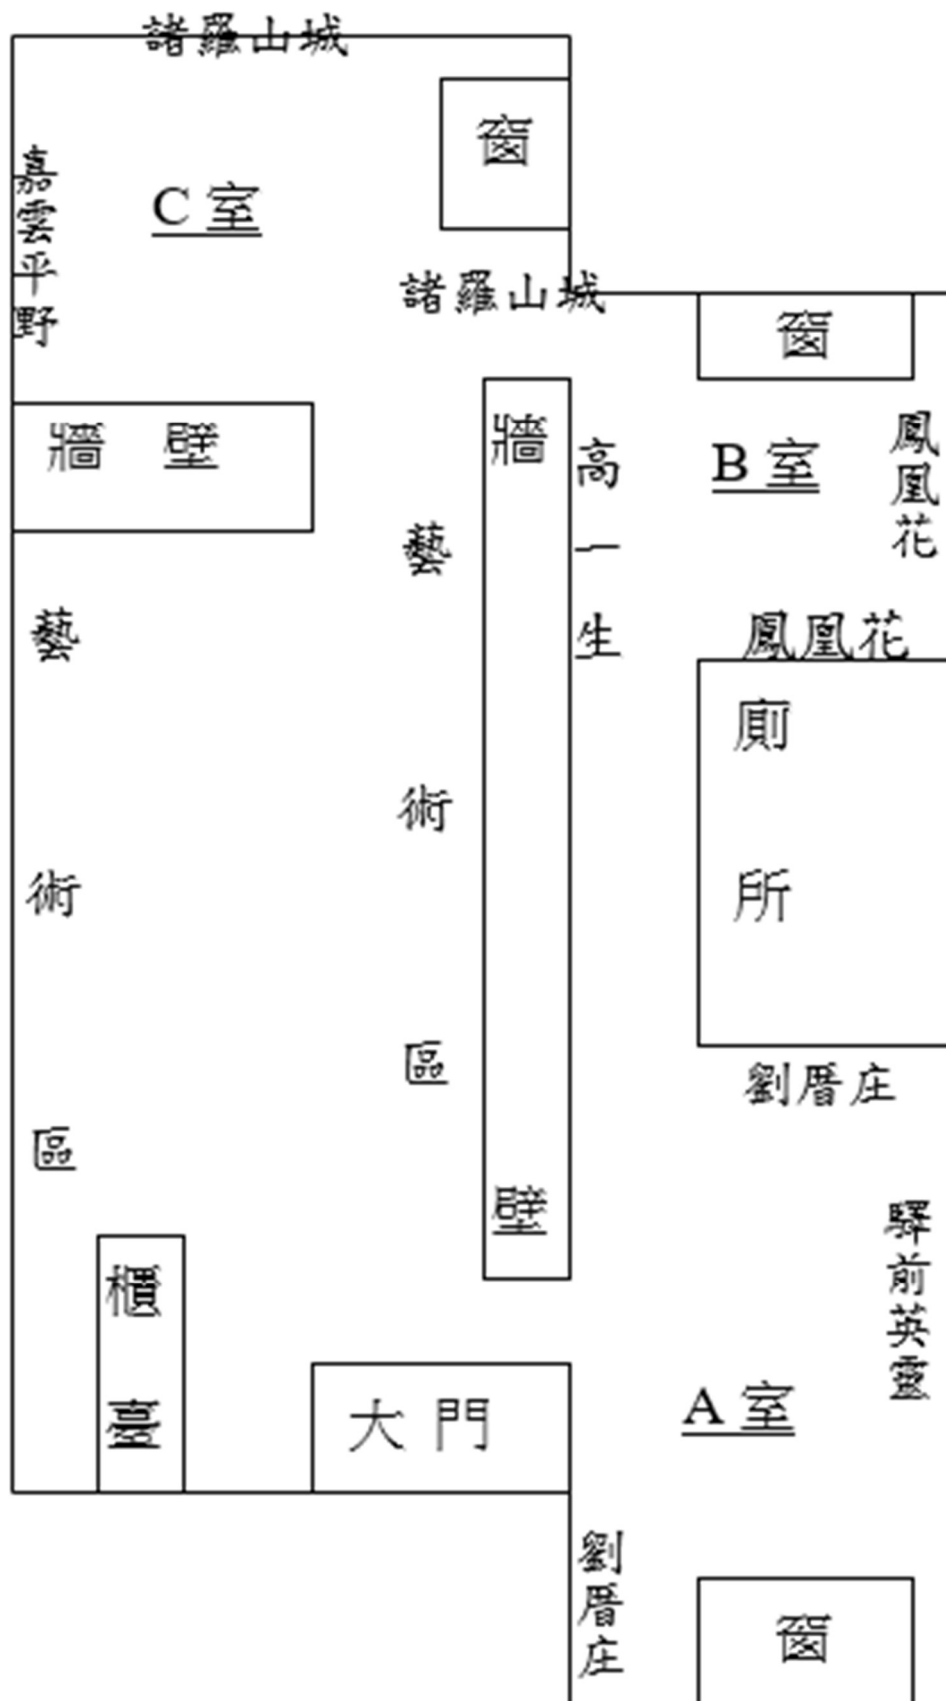 諸羅山城
窗
嘉雲平野
C室
諸羅山城
窗
牆 壁
牆
壁
高一生
B室
鳳凰花
藝術區
藝術區
鳳凰花
廁所
劉厝庄
驛前英靈
櫃臺
大門
A室
劉厝庄
窗